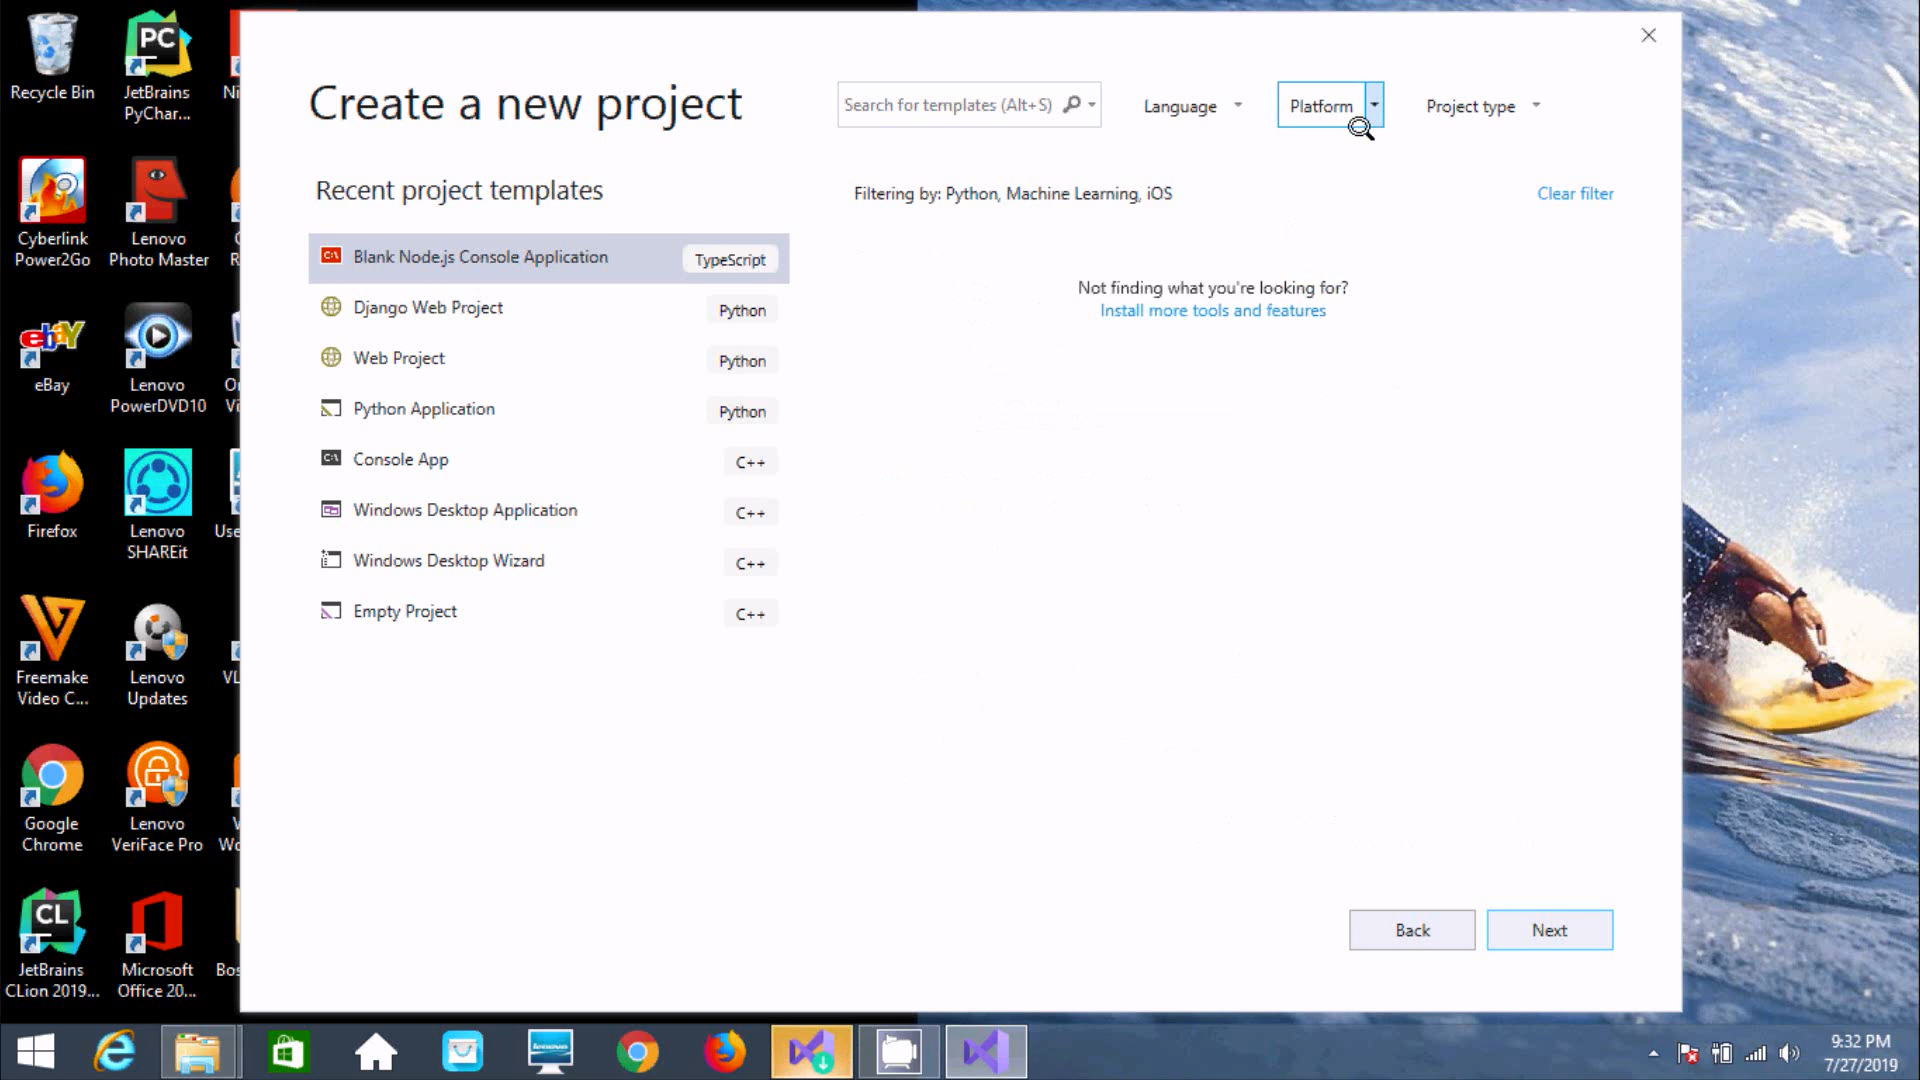 Recycle Bin
JetBrains
PyChar...
Cyberlink
Power2Go
Lenovo
Photo Master
eBay
Lenovo
PowerDVD10
Firefox
Lenovo
SHAREit
Freemake
Video C...
Lenovo
Updates
Google
Chrome
Lenovo
VeriFace Pro
JetBrains
CLion 2019...
Microsoft
Office 20...
Create a new project
Search for templates (Alt+S)
Language
Platform
Project type
Recent project templates
Filtering by: Python, Machine Learning, iOS
Clear filter
Blank Node.js Console Application
TypeScript
Django Web Project
Python
Web Project
Python
Python Application
Python
Console App
C++
Windows Desktop Application
C++
Windows Desktop Wizard
C++
Empty Project
C++
Not finding what you're looking for?
Install more tools and features
Back
Next
9:32 PM
7/27/2019